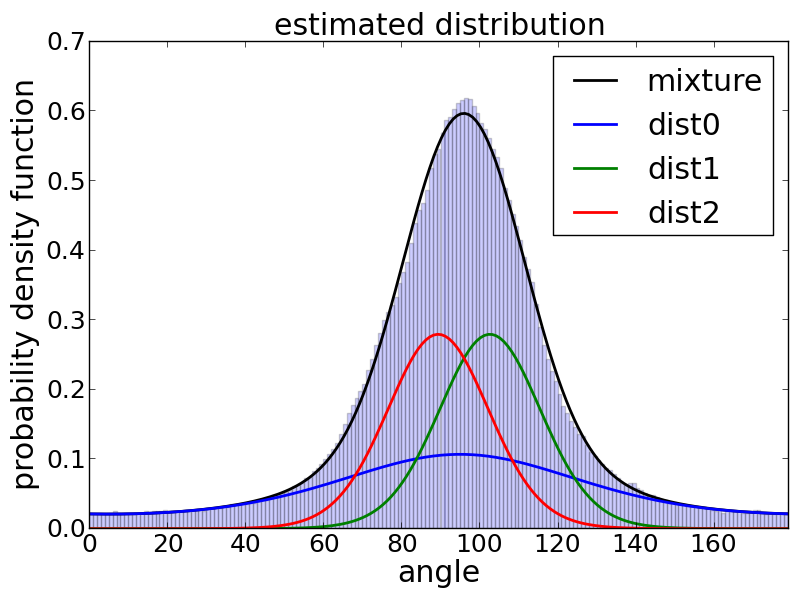 estimated distribution
probability density function
0.7
0.6
0.5
0.4
0.3
0.2
0.1
0.0
mixture
dist0
dist1
dist2
0 20 40 60 80 100 120 140 160
angle